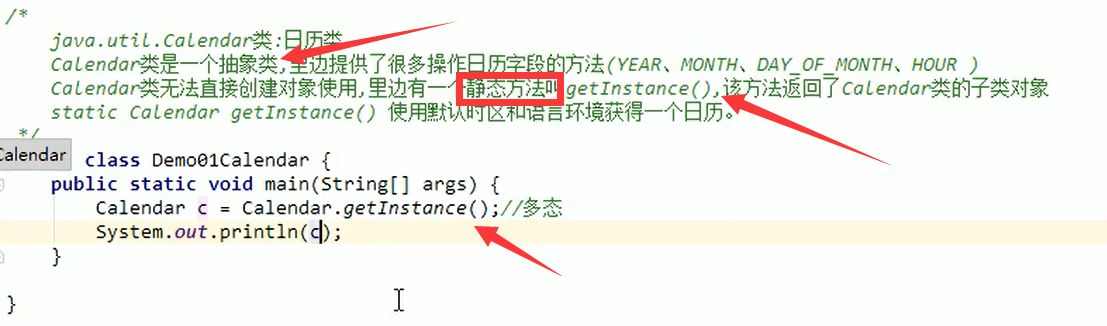 /*
java.util.Calendar类:日历类
Calendar类是一个抽象类,里边提供了很多操作日历字段的方法(YEAR、MONTH、DAY_OF_MONTH、HOUR )
Calendar类无法直接创建对象使用,里边有一个静态方法叫getInstance(),该方法返回了Calendar类的子类对象
static Calendar getInstance() 使用默认时区和语言环境获得一个日历。
*/
Calendar
class Demo01Calendar {
public static void main(String[] args) {
Calendar c = Calendar.getInstance();//多态
System.out.println(c);
}
}